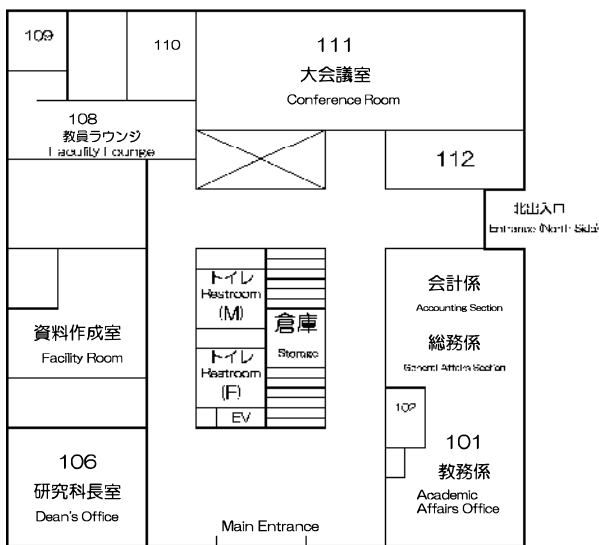 109
110
111
大会議室
Conference Room
108
教員ラウンジ
Faculity Lounge
112
北出入口
Entrance (North Side)
トイレ
Restroom
(M)
倉庫
Storage
トイレ
Restroom
(F)
EV
会計係
Accounting Section
総務係
General Affairs Section
資料作成室
Facility Room
102
101
教務係
Academic
Affairs Office
106
研究科長室
Dean's Office
Main Entrance